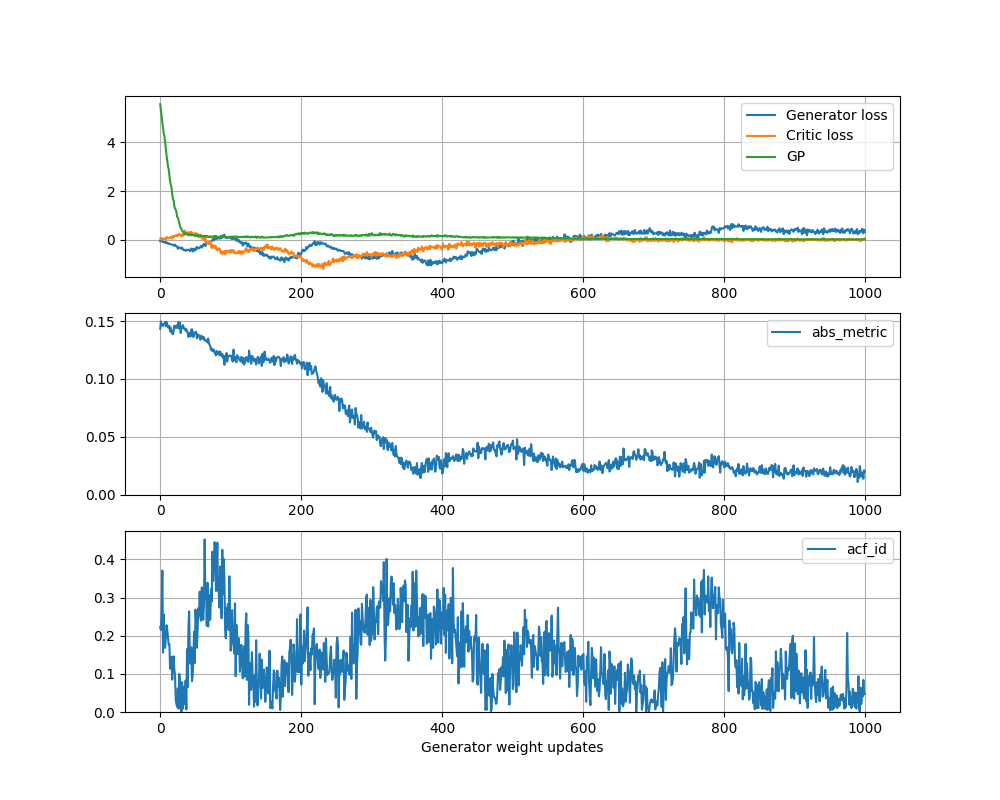 Generator loss
Critic loss
GP
4
2
0
0 200 400 600 800 1000
abs_metric
0.15
0.10
0.05
0.00
0 200 400 600 800 1000
acf_id
0.4
0.3
0.2
0.1
0.0
0 200 400 600 800 1000
Generator weight updates